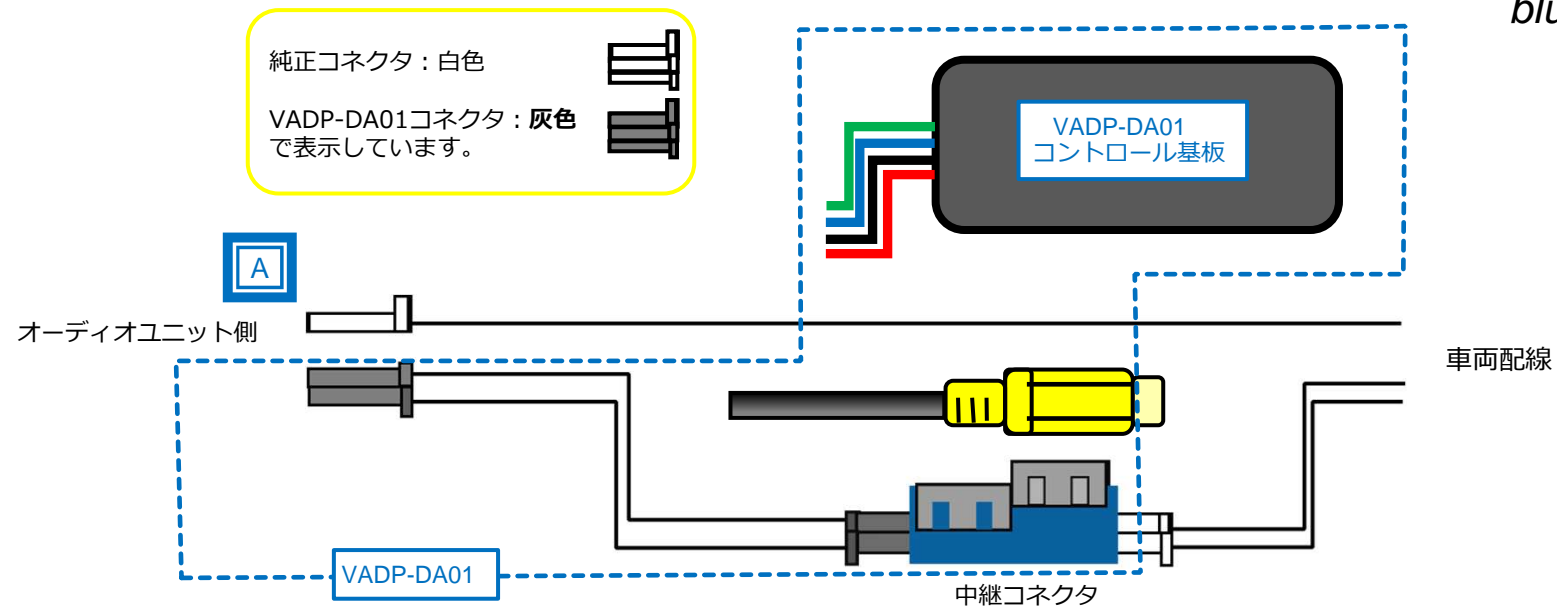 純正コネクタ：白色
VADP-DA01コネクタ：灰色
で表示しています。
VADP-DA01
コントロール基板
A
オーディオユニット側
車両配線
VADP-DA01
中継コネクタ